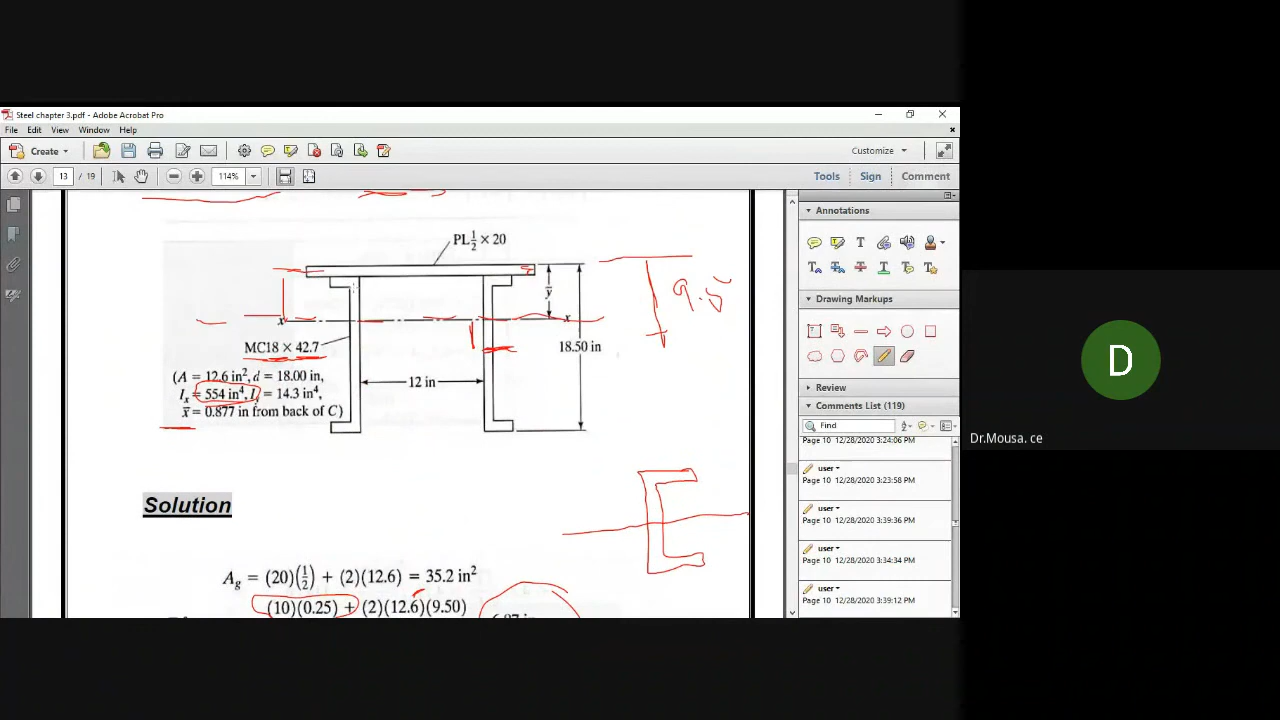 Steel chapter 3.pdf - Adobe Acrobat Pro
File Edit View Window Help
Create
Customize
13 / 19
114%
Tools Sign Comment
PL 1/2 × 20
ȳ
9.5
x x
MC18 × 42.7
18.50 in
(A = 12.6 in², d = 18.00 in,
12 in
Iₓ = 554 in⁴, I = 14.3 in⁴,
x̄ = 0.877 in from back of C)
Solution
A_g = (20)(1/2) + (2)(12.6) = 35.2 in²
(10)(0.25) + (2)(12.6)(9.50)
Annotations
Drawing Markups
Review
Comments List (119)
Find
Page 10 12/28/2020 3:24:06 PM
user
Page 10 12/28/2020 3:23:58 PM
user
Page 10 12/28/2020 3:39:36 PM
user
Page 10 12/28/2020 3:34:34 PM
user
Page 10 12/28/2020 3:39:12 PM
D
Dr.Mousa. ce